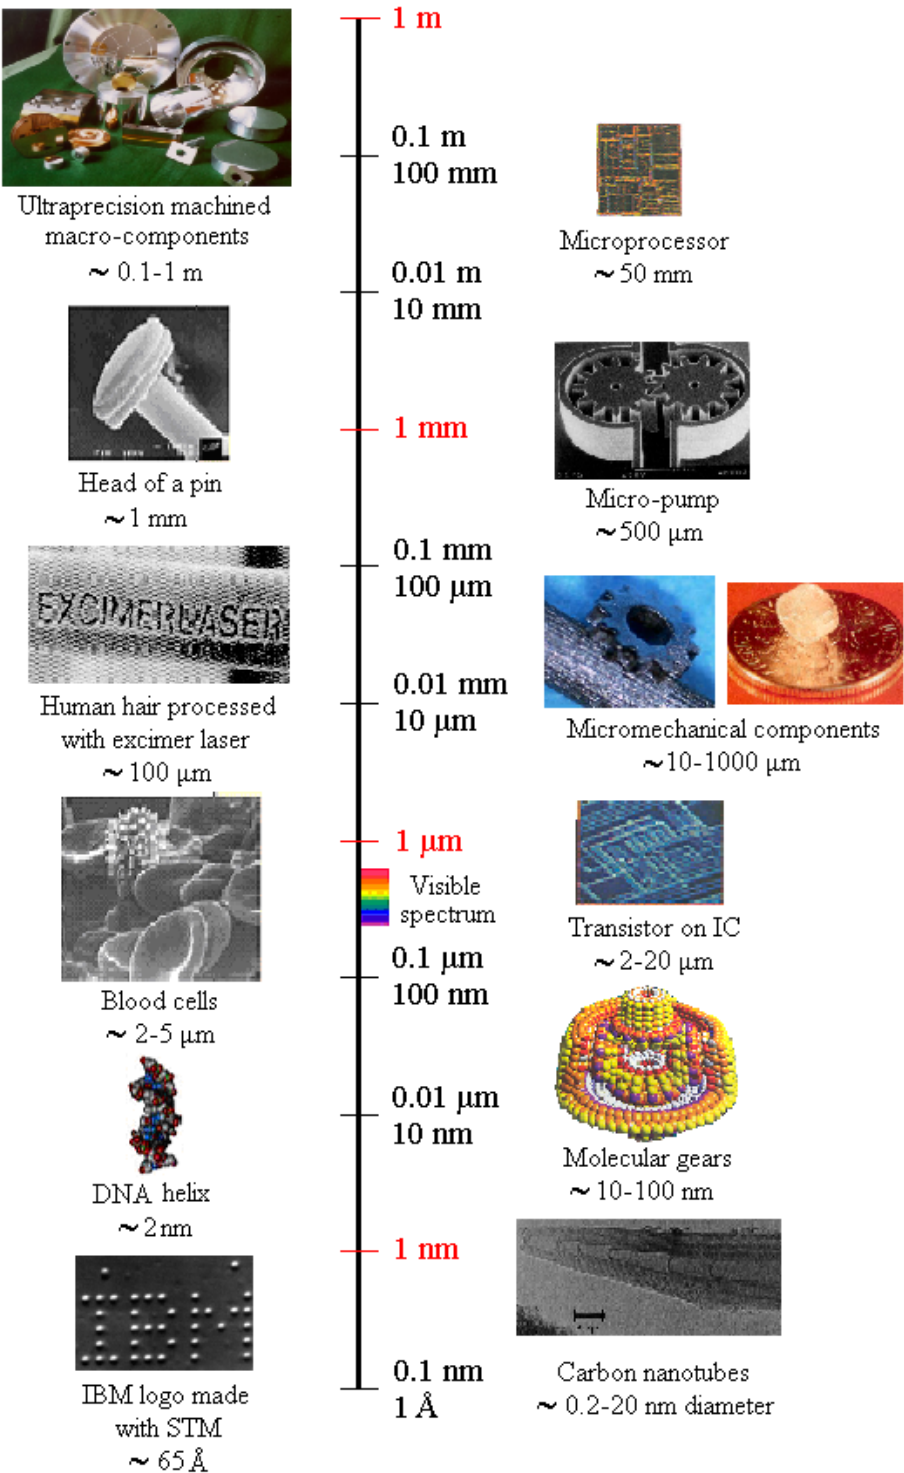 1 m
0.1 m
100 mm
Ultraprecision machined
macro-components
~ 0.1-1 m
Microprocessor
~ 50 mm
0.01 m
10 mm
Head of a pin
~ 1 mm
1 mm
Micro-pump
~500 μm
0.1 mm
100 μm
EXCIMER LASER
Human hair processed
with excimer laser
~ 100 μm
0.01 mm
10 μm
Micromechanical components
~10-1000 μm
1 μm
Visible
spectrum
Transistor on IC
~ 2-20 μm
0.1 μm
100 nm
Blood cells
~ 2-5 μm
0.01 μm
10 nm
Molecular gears
~ 10-100 nm
DNA helix
~ 2nm
1 nm
IBM
IBM logo made
with STM
~ 65 Å
0.1 nm
1 Å
Carbon nanotubes
~ 0.2-20 nm diameter